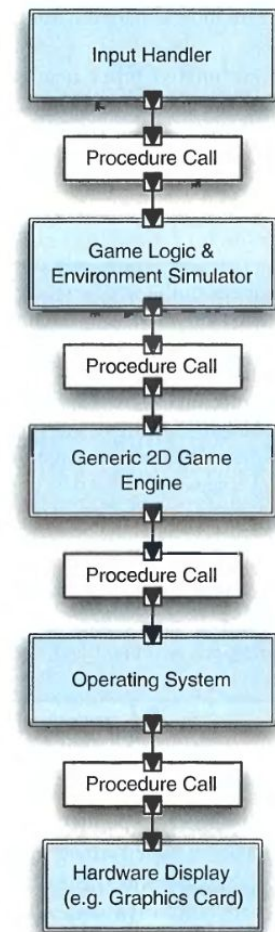 Input Handler
Procedure Call
Game Logic &
Environment Simulator
Procedure Call
Generic 2D Game
Engine
Procedure Call
Operating System
Procedure Call
Hardware Display
(e.g. Graphics Card)